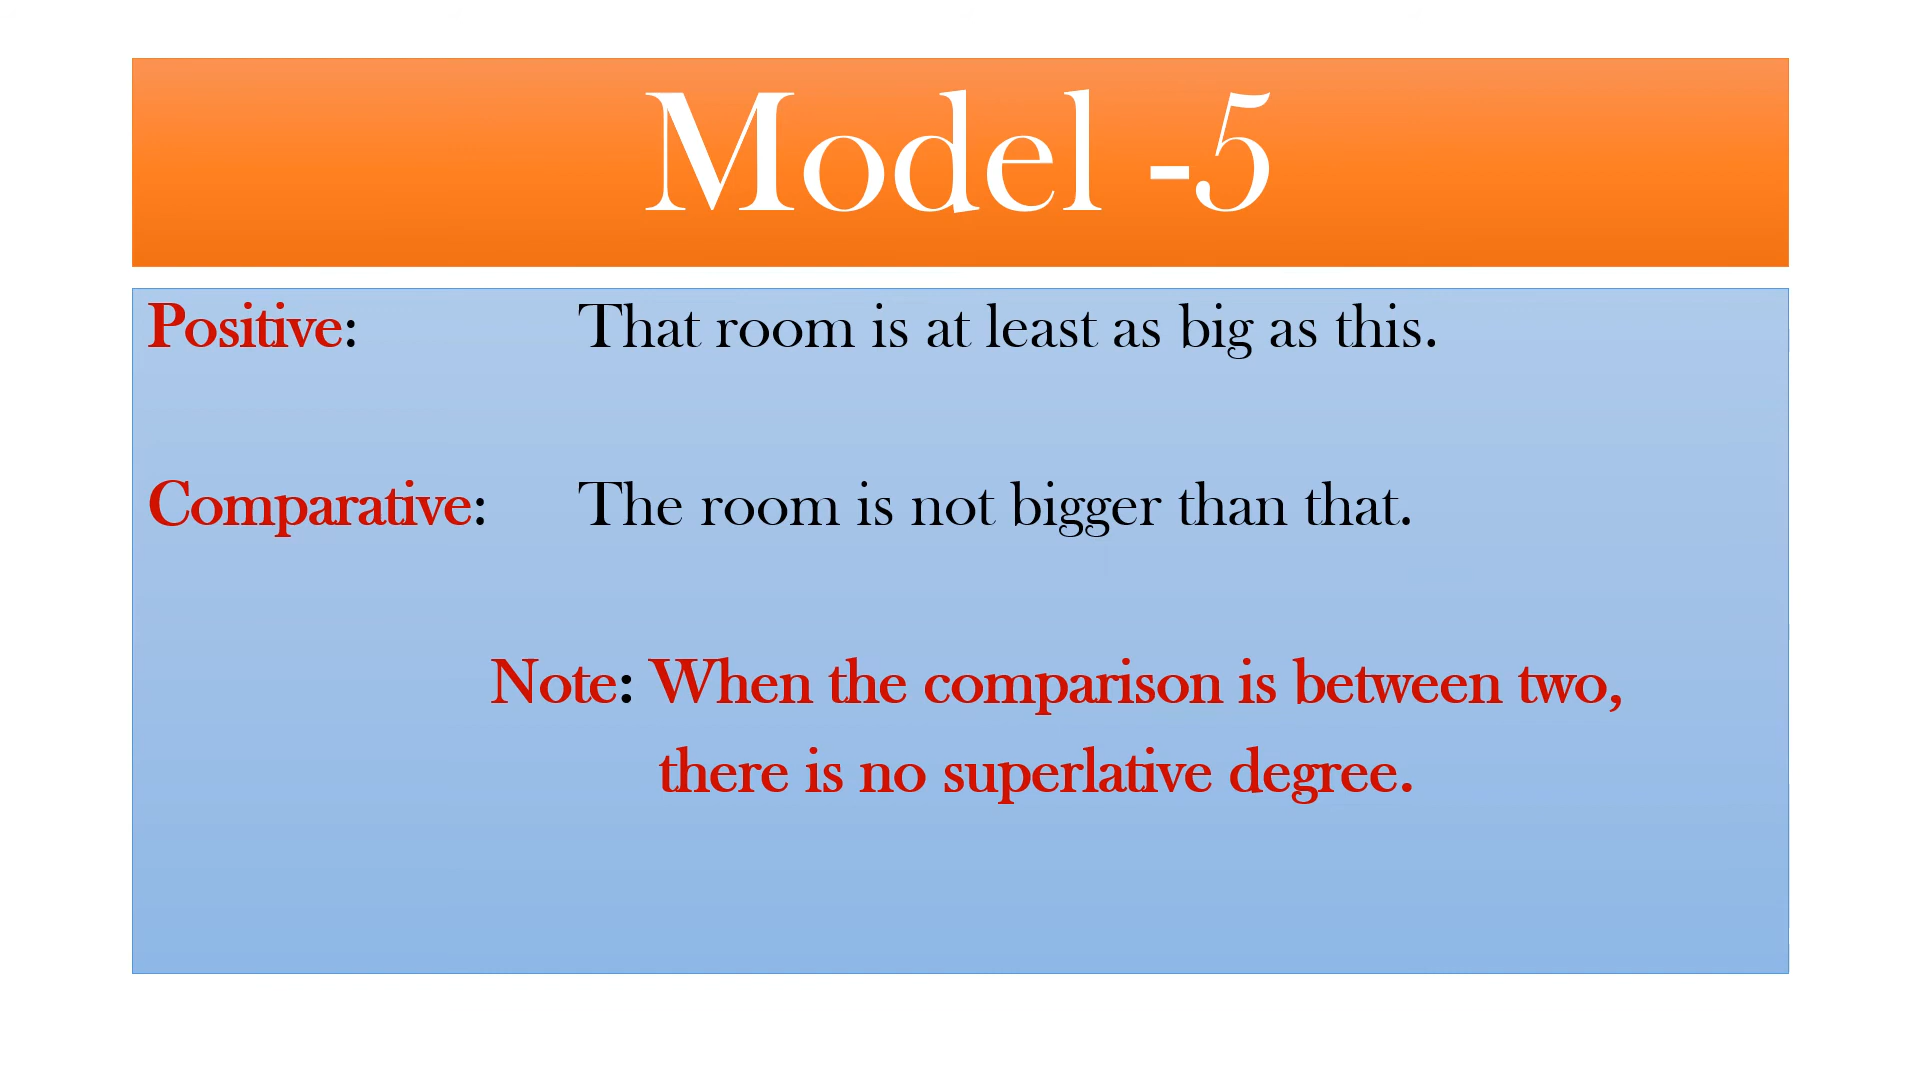 Model -5
Positive: That room is at least as big as this.
Comparative: The room is not bigger than that.
Note: When the comparison is between two,
there is no superlative degree.